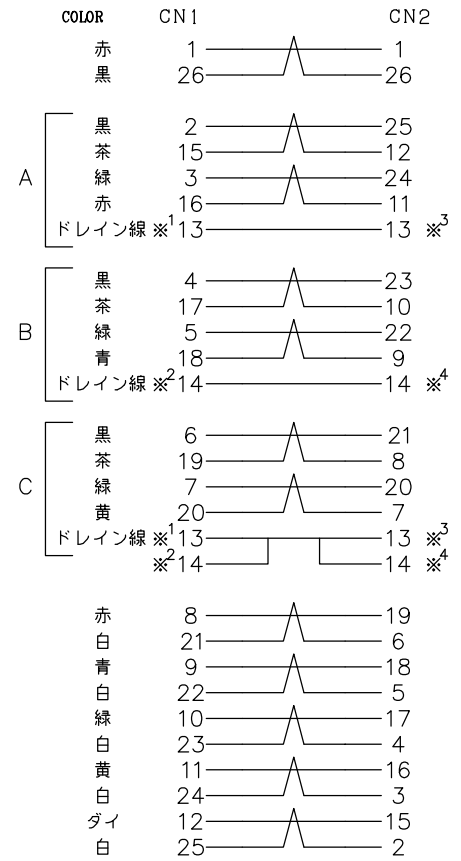 COLOR CN1 CN2
赤 1 1
黒 26 26
黒 2 25
茶 15 12
A 緑 3 24
赤 16 11
ドレイン線 ※1 13 13 ※3
黒 4 23
茶 17 10
B 緑 5 22
青 18 9
ドレイン線 ※2 14 14 ※4
黒 6 21
茶 19 8
C 緑 7 20
黄 20 7
ドレイン線 ※1 13 13 ※3
※2 14 14 ※4
赤 8 19
白 21 6
青 9 18
白 22 5
緑 10 17
白 23 4
黄 11 16
白 24 3
ダイ 12 15
白 25 2